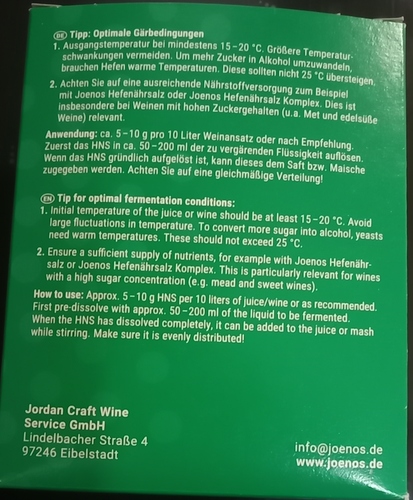 DE Tipp: Optimale Gärbedingungen
1. Ausgangstemperatur bei mindestens 15–20 °C. Größere Temperatur-
schwankungen vermeiden. Um mehr Zucker in Alkohol umzuwandeln,
brauchen Hefen warme Temperaturen. Diese sollten nicht 25 °C übersteigen.
2. Achten Sie auf eine ausreichende Nährstoffversorgung zum Beispiel
mit Joenos Hefenährsalz oder Joenos Hefenährsalz Komplex. Dies ist
insbesondere bei Weinen mit hohen Zuckergehalten (u.a. Met und edelsüße
Weine) relevant.
Anwendung: ca. 5–10 g pro 10 Liter Weinansatz oder nach Empfehlung.
Zuerst das HNS in ca. 50–200 ml der zu vergärenden Flüssigkeit auflösen.
Wenn das HNS gründlich aufgelöst ist, kann dieses dem Saft bzw. Maische
zugegeben werden. Achten Sie auf eine gleichmäßige Verteilung!
EN Tip for optimal fermentation conditions:
1. Initial temperature of the juice or wine should be at least 15–20 °C. Avoid
large fluctuations in temperature. To convert more sugar into alcohol, yeasts
need warm temperatures. These should not exceed 25 °C.
2. Ensure a sufficient supply of nutrients, for example with Joenos Hefenähr-
salz or Joenos Hefenährsalz Komplex. This is particularly relevant for wines
with a high sugar concentration (e.g. mead and sweet wines).
How to use: Approx. 5–10 g HNS per 10 liters of juice/wine or as recommended.
First pre-dissolve with approx. 50–200 ml of the liquid to be fermented.
When the HNS has dissolved completely, it can be added to the juice or mash
while stirring. Make sure it is evenly distributed!
Jordan Craft Wine
Service GmbH
Lindelbacher Straße 4
97246 Eibelstadt
info@joenos.de
www.joenos.de